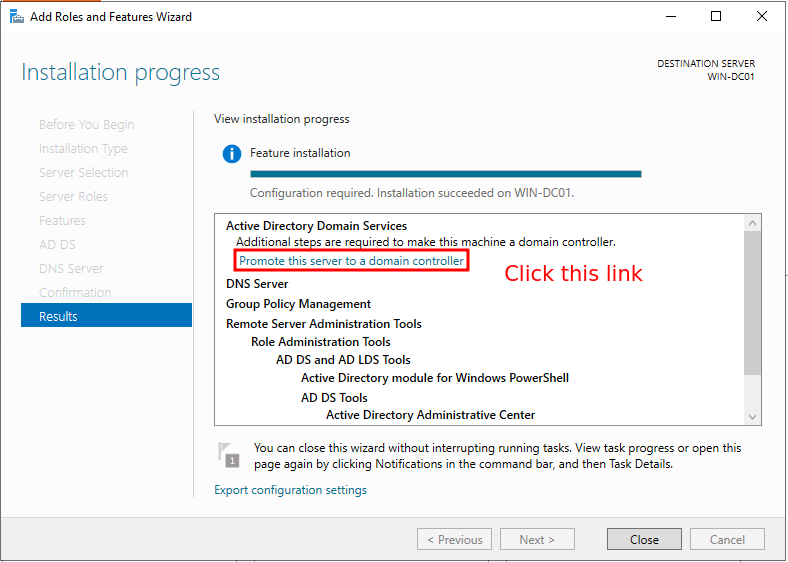 Add Roles and Features Wizard
Installation progress
DESTINATION SERVER
WIN-DC01
Before You Begin
Installation Type
Server Selection
Server Roles
Features
AD DS
DNS Server
Confirmation
Results
View installation progress
Feature installation
Configuration required. Installation succeeded on WIN-DC01.
Active Directory Domain Services
Additional steps are required to make this machine a domain controller.
Promote this server to a domain controller
Click this link
DNS Server
Group Policy Management
Remote Server Administration Tools
Role Administration Tools
AD DS and AD LDS Tools
Active Directory module for Windows PowerShell
AD DS Tools
Active Directory Administrative Center
1
You can close this wizard without interrupting running tasks. View task progress or open this
page again by clicking Notifications in the command bar, and then Task Details.
Export configuration settings
< Previous
Next >
Close
Cancel